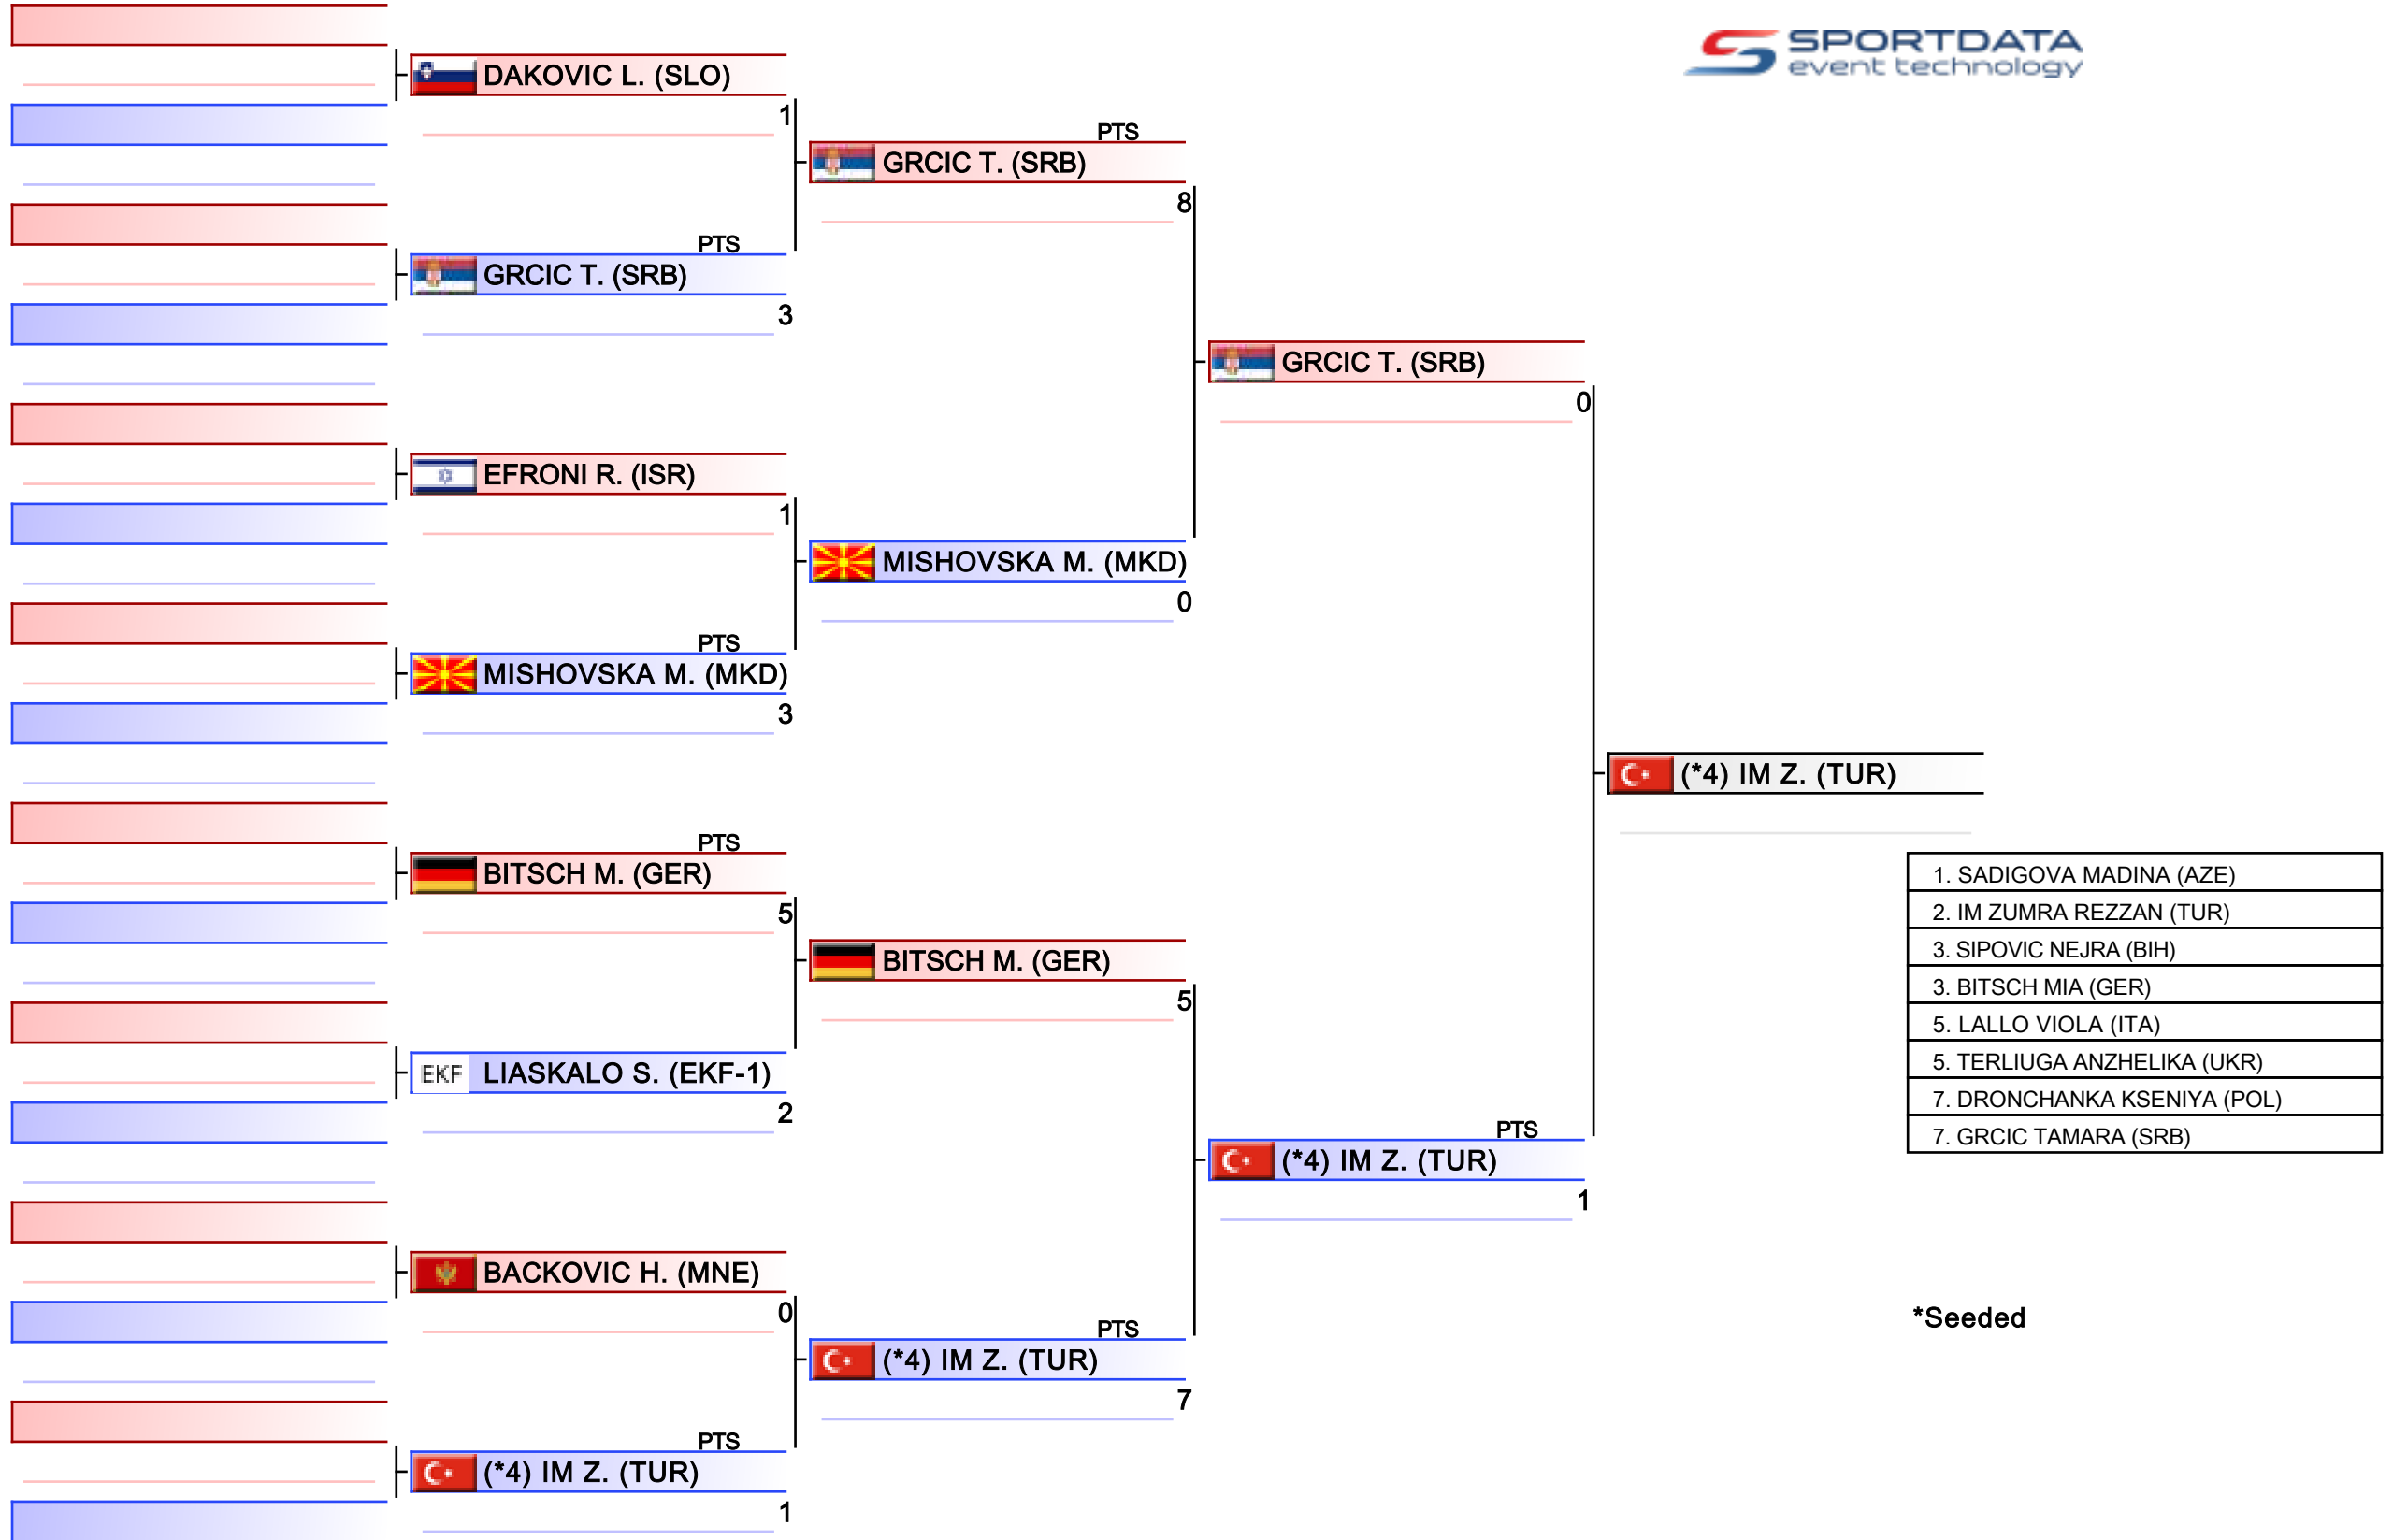 SPORTDATA
event technology
DAKOVIC L. (SLO)
1
PTS
GRCIC T. (SRB)
8
PTS
GRCIC T. (SRB)
3
GRCIC T. (SRB)
0
EFRONI R. (ISR)
1
MISHOVSKA M. (MKD)
0
PTS
MISHOVSKA M. (MKD)
3
(*4) IM Z. (TUR)
PTS
BITSCH M. (GER)
5
BITSCH M. (GER)
5
EKF LIASKALO S. (EKF-1)
2
PTS
(*4) IM Z. (TUR)
1
BACKOVIC H. (MNE)
0
PTS
(*4) IM Z. (TUR)
7
PTS
(*4) IM Z. (TUR)
1
1. SADIGOVA MADINA (AZE)
2. IM ZUMRA REZZAN (TUR)
3. SIPOVIC NEJRA (BIH)
3. BITSCH MIA (GER)
5. LALLO VIOLA (ITA)
5. TERLIUGA ANZHELIKA (UKR)
7. DRONCHANKA KSENIYA (POL)
7. GRCIC TAMARA (SRB)
*Seeded